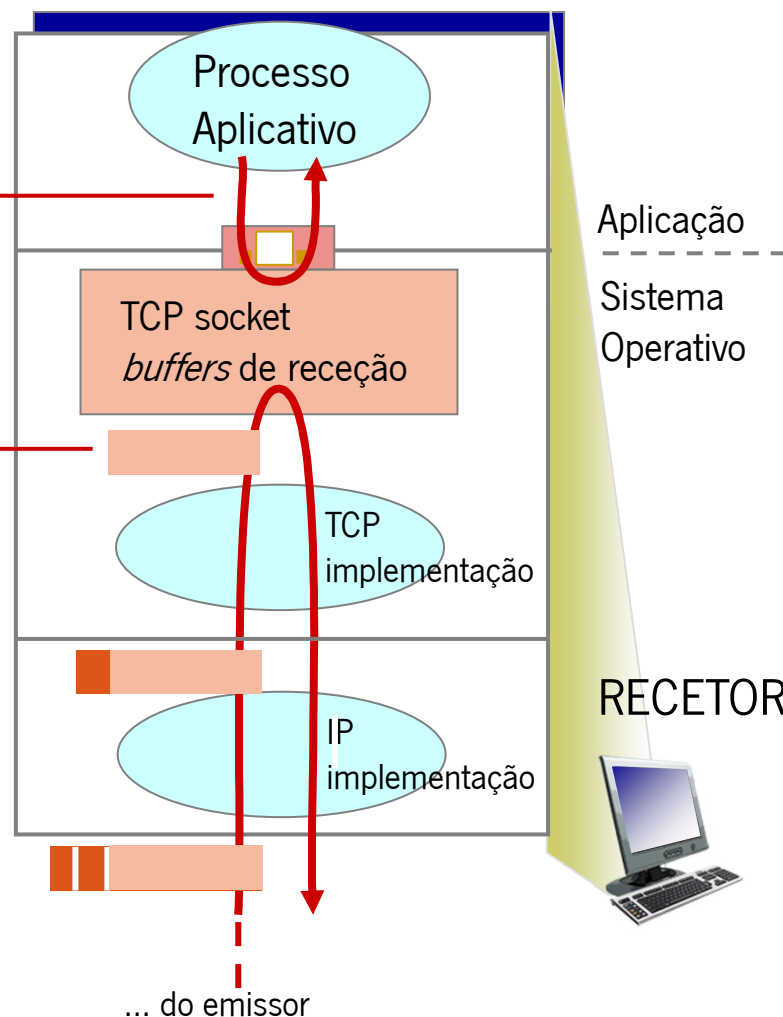 Processo
Aplicativo
Aplicação
Sistema
Operativo
TCP socket
buffers de receção
TCP
implementação
RECETOR
IP
implementação
... do emissor